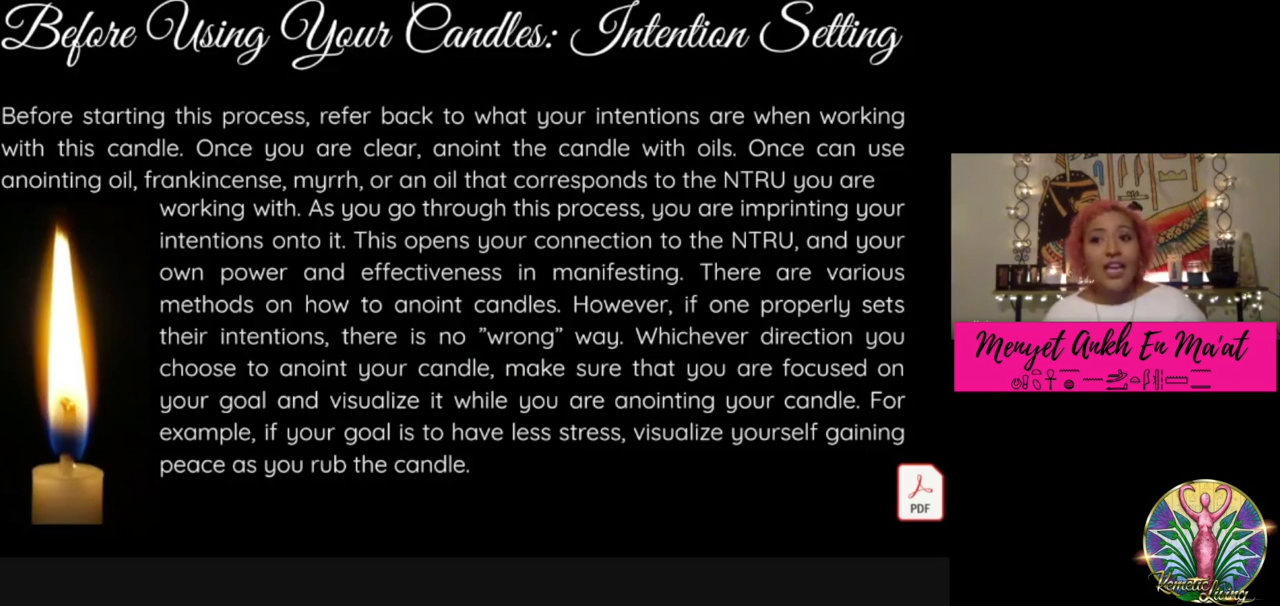 Before Using Your Candles: Intention Setting
Before starting this process, refer back to what your intentions are when working
with this candle. Once you are clear, anoint the candle with oils. Once can use
anointing oil, frankincense, myrrh, or an oil that corresponds to the NTRU you are
working with. As you go through this process, you are imprinting your
intentions onto it. This opens your connection to the NTRU, and your
own power and effectiveness in manifesting. There are various
methods on how to anoint candles. However, if one properly sets
their intentions, there is no ”wrong” way. Whichever direction you
choose to anoint your candle, make sure that you are focused on
your goal and visualize it while you are anointing your candle. For
example, if your goal is to have less stress, visualize yourself gaining
peace as you rub the candle.
PDF
Menyet Ankh En Ma'at
Kemetic Living